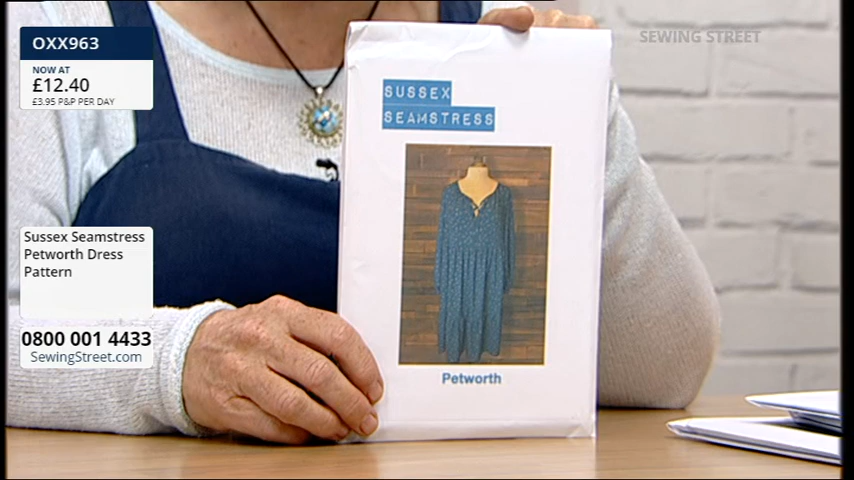 OXX963
NOW AT
£12.40
£3.95 P&P PER DAY
SEWING STREET
SUSSEX
SEAMSTRESS
Petworth
Sussex Seamstress
Petworth Dress
Pattern
0800 001 4433
SewingStreet.com